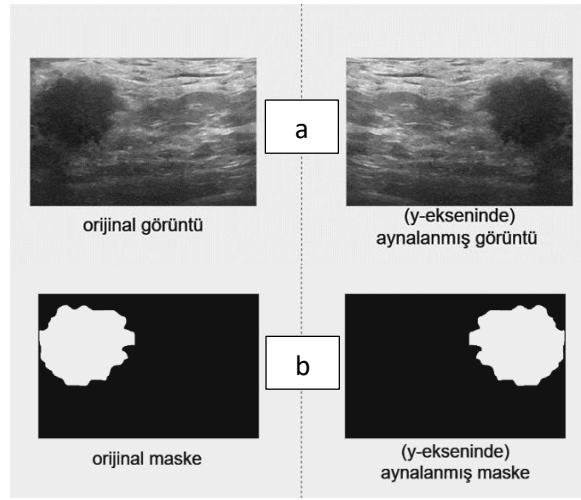 a
orijinal görüntü
(y-ekseninde)
aynalanmış görüntü
b
orijinal maske
(y-ekseninde)
aynalanmış maske